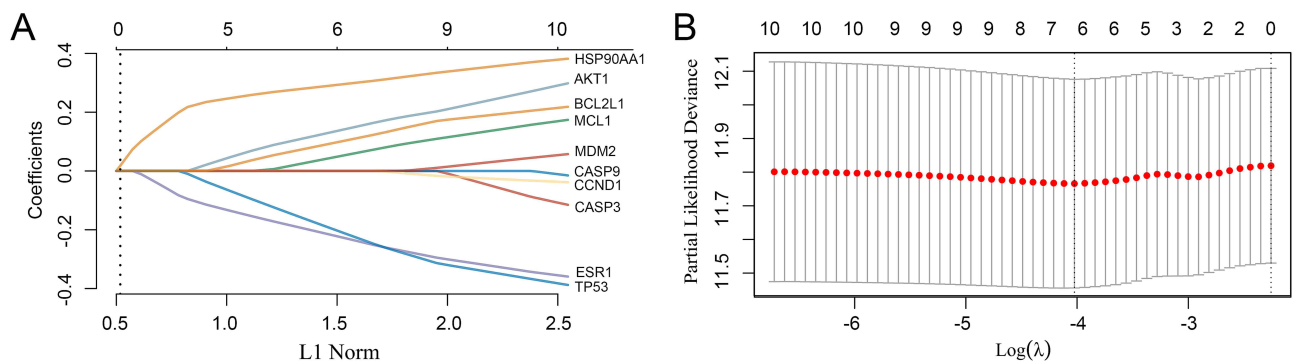 A
0 5 7 9 10
Coefficients
0.4
0.2
0.0
-0.2
-0.4
HSP90AA1
AKT1
BCL2L1
MCL1
MDM2
CASP9
CCND1
CASP3
ESR1
TP53
0.5 1.0 1.5 2.0 2.5
L1 Norm
B
10 10 10 9 9 9 8 7 6 6 5 3 2 2 0
Partial Likelihood Deviance
12.1
11.9
11.7
11.5
-6 -5 -4 -3
Log(λ)